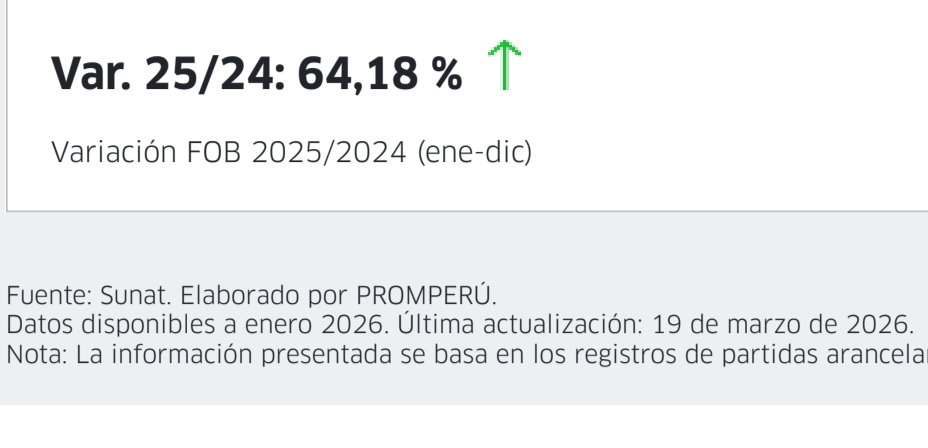 Var. 25/24: 64,18 % ↑
Variación FOB 2025/2024 (ene-dic)
Fuente: Sunat. Elaborado por PROMPERÚ.
Datos disponibles a enero 2026. Última actualización: 19 de marzo de 2026.
Nota: La información presentada se basa en los registros de partidas